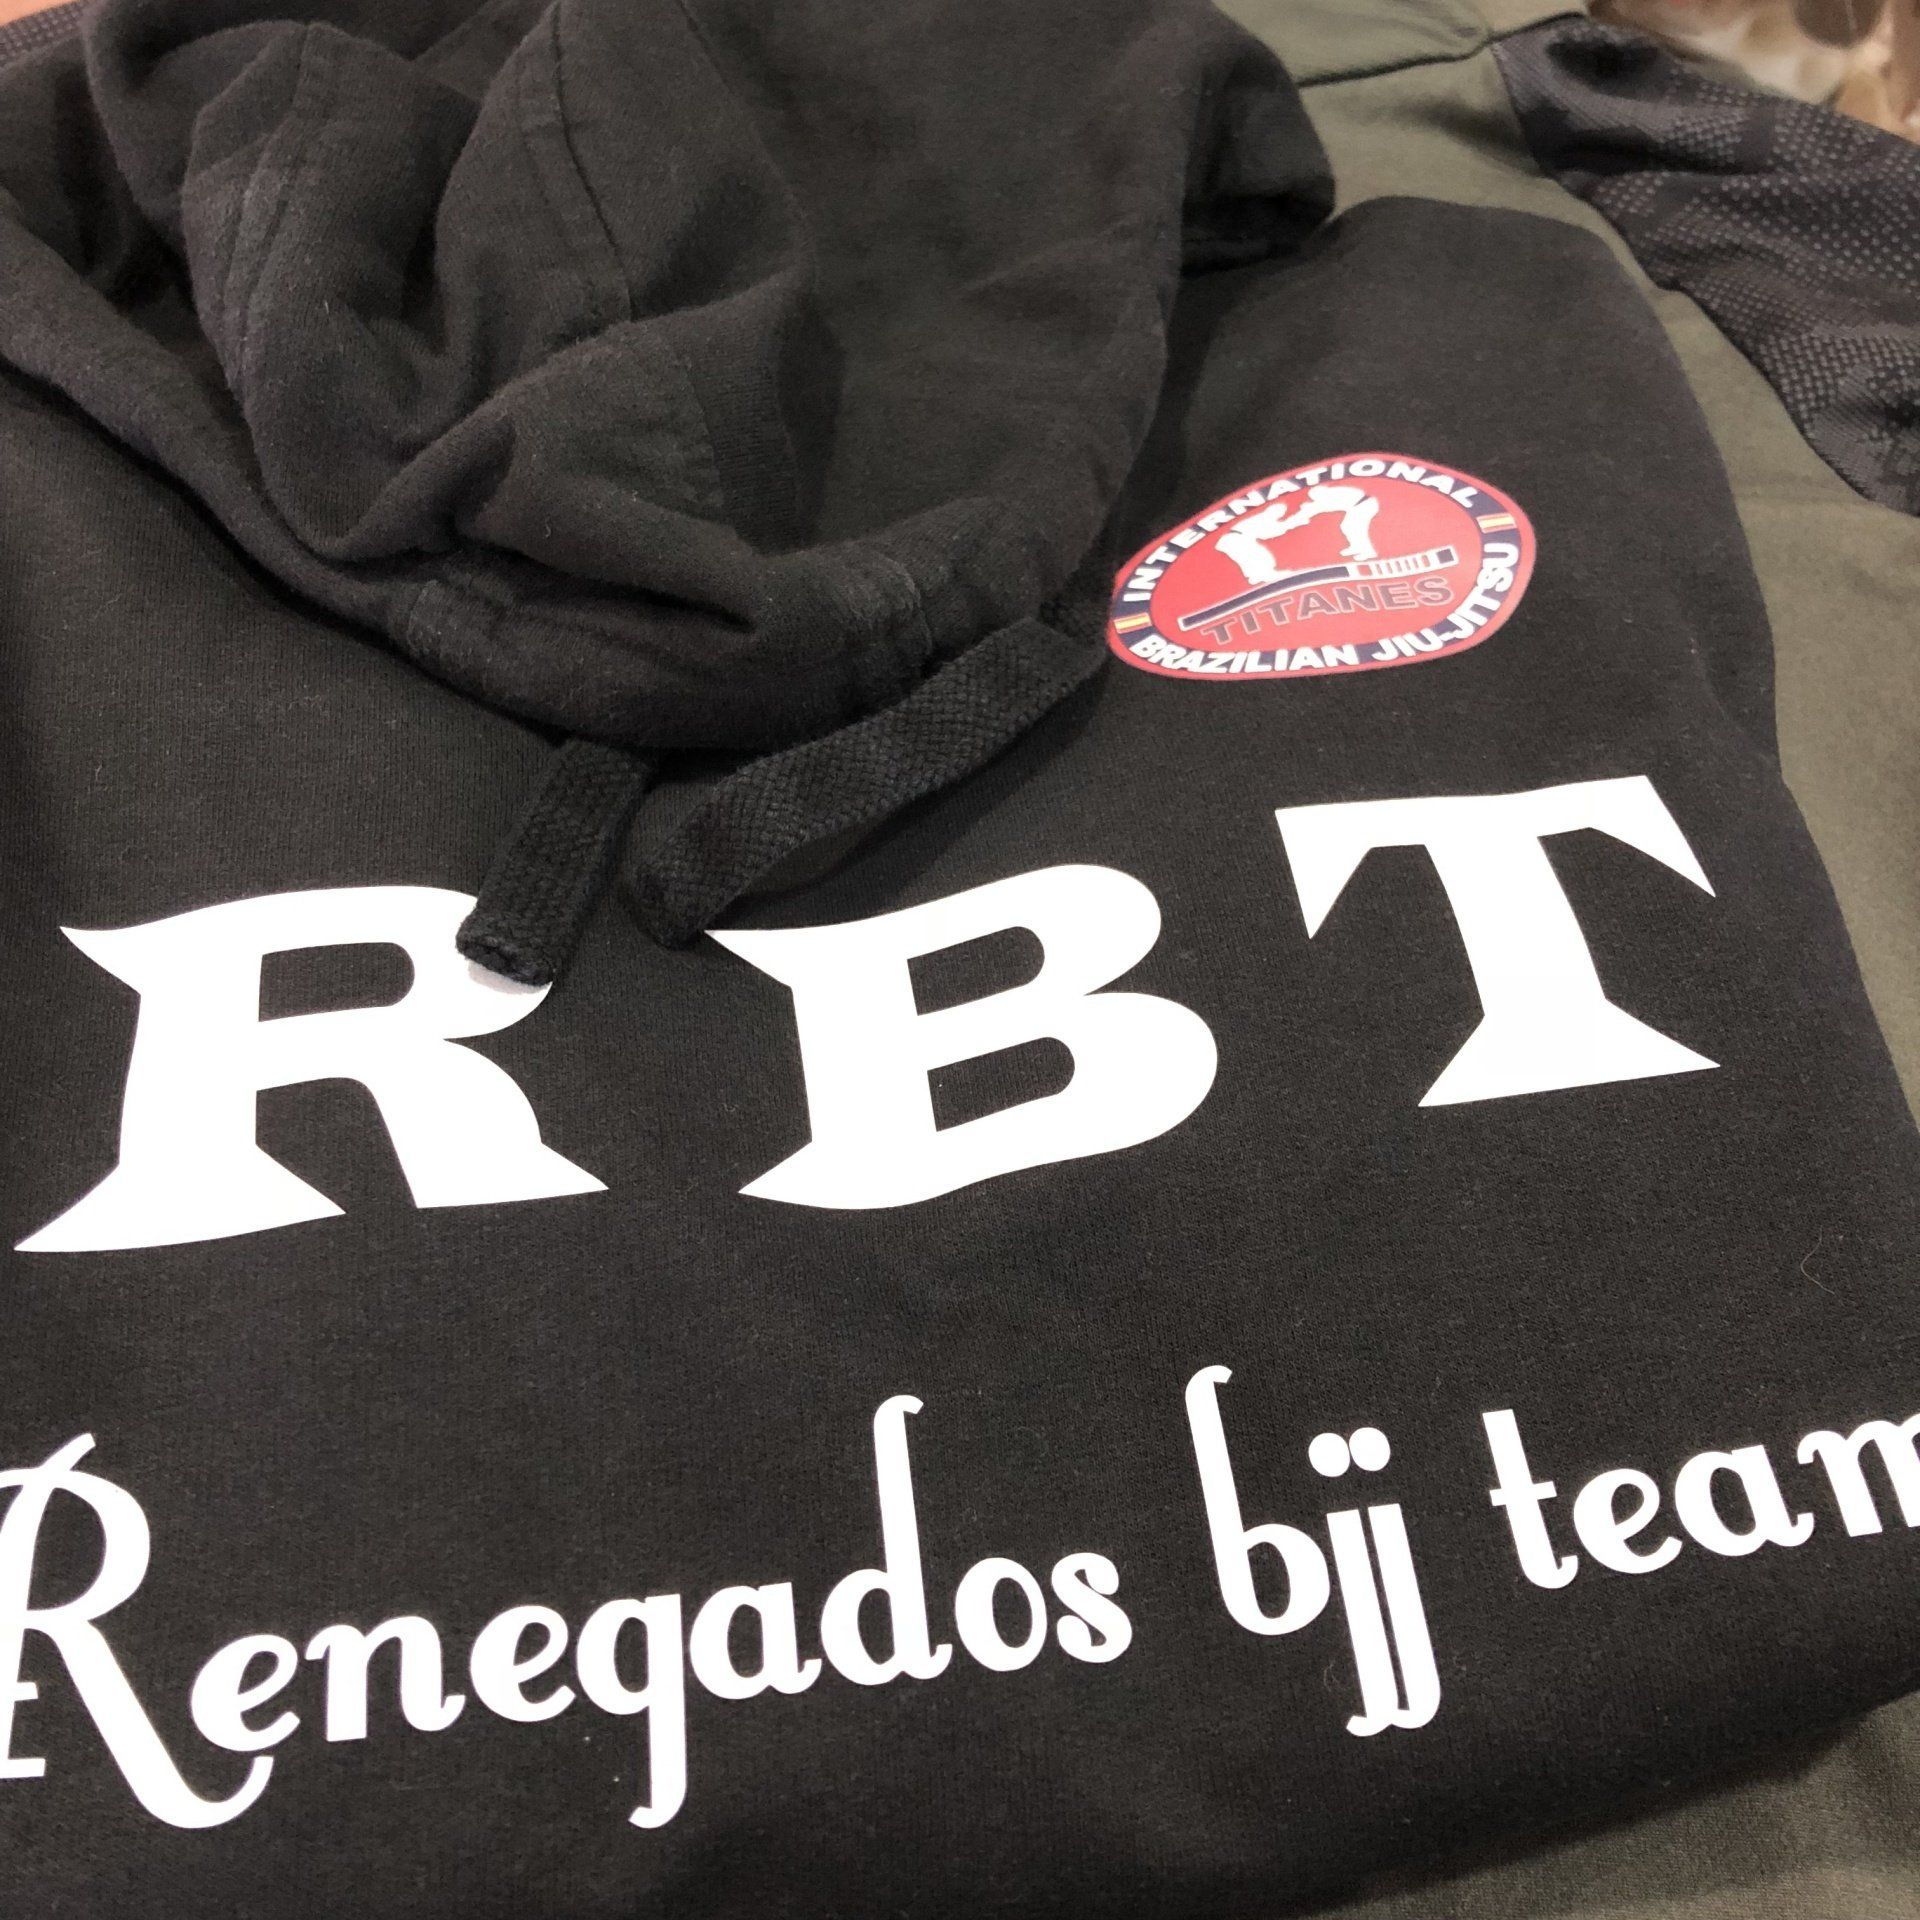 INTERNATIONAL
TITANES
BRAZILIAN JIU-JITSU
RBT
Renegados bjj team